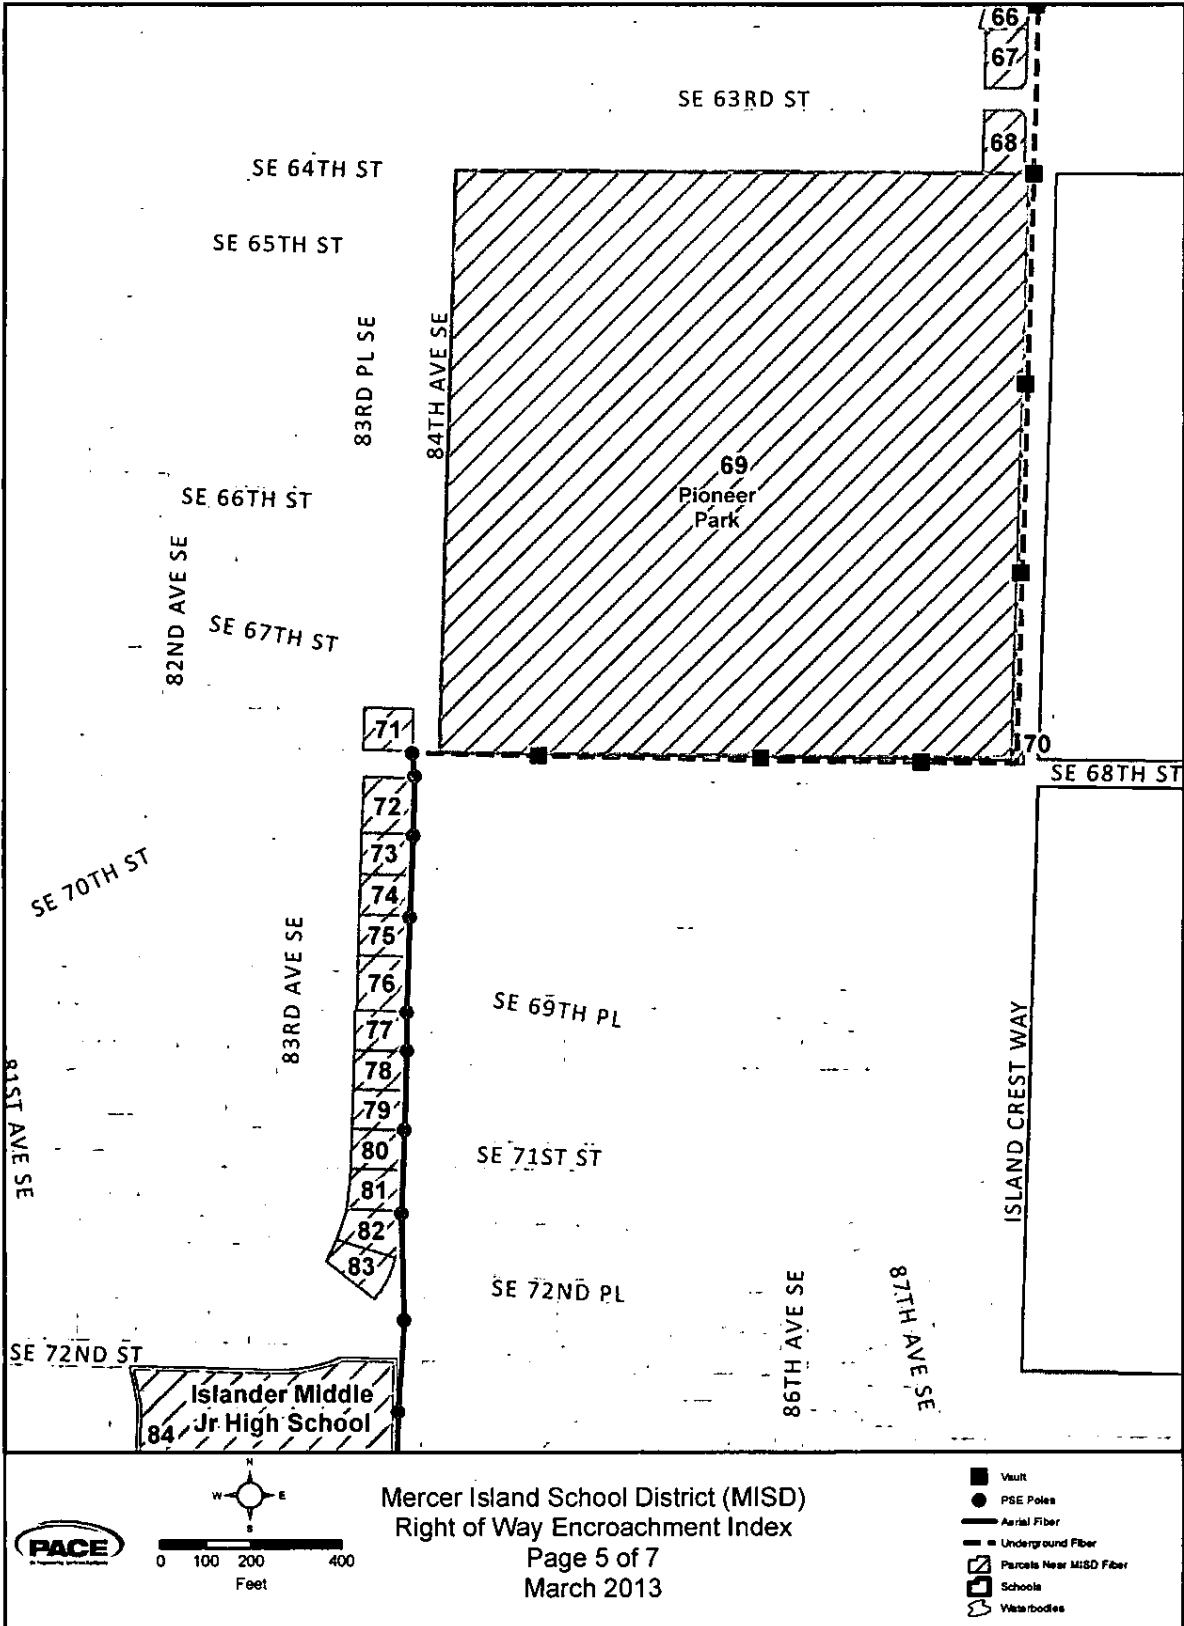 66
67
SE 63RD ST
68
SE 64TH ST
SE 65TH ST
83RD PL SE
84TH AVE SE
69
Pioneer
Park
SE 66TH ST
82ND AVE SE
SE 67TH ST
71
70
SE 68TH ST
72
73
SE 70TH ST
74
75
83RD AVE SE
76
SE 69TH PL
77
ISLAND CREST WAY
78
81ST AVE SE
79
80
SE 71ST ST
81
82
83
SE 72ND PL
86TH AVE SE
87TH AVE SE
SE 72ND ST
Islander Middle
Jr High School
84
N
W E
S
PACE
0 100 200 400
Feet
Mercer Island School District (MISD)
Right of Way Encroachment Index
Page 5 of 7
March 2013
Vault
PSE Poles
Aerial Fiber
Underground Fiber
Parcels Near MISD Fiber
Schools
Waterbodies